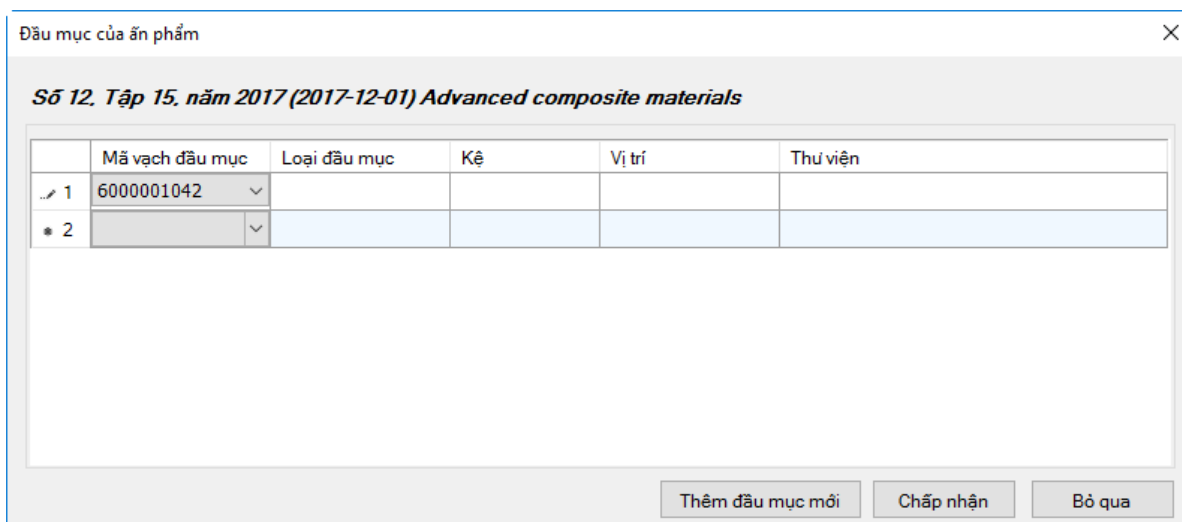 Đầu mục của ấn phẩm
Số 12, Tập 15, năm 2017 (2017-12-01) Advanced composite materials
Mã vạch đầu mục Loại đầu mục Kệ Vị trí Thư viện
1 6000001042
2
Thêm đầu mục mới Chấp nhận Bỏ qua